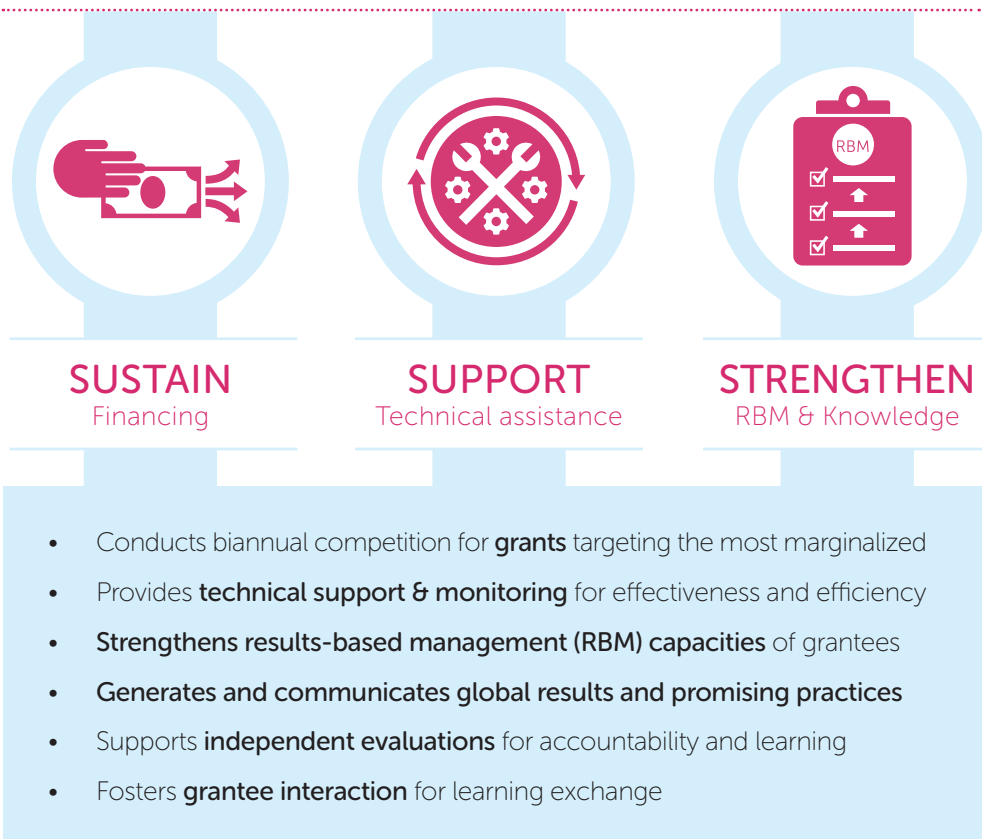 RBM
SUSTAIN
Financing
SUPPORT
Technical assistance
STRENGTHEN
RBM & Knowledge
• Conducts biannual competition for grants targeting the most marginalized
• Provides technical support & monitoring for effectiveness and efficiency
• Strengthens results-based management (RBM) capacities of grantees
• Generates and communicates global results and promising practices
• Supports independent evaluations for accountability and learning
• Fosters grantee interaction for learning exchange